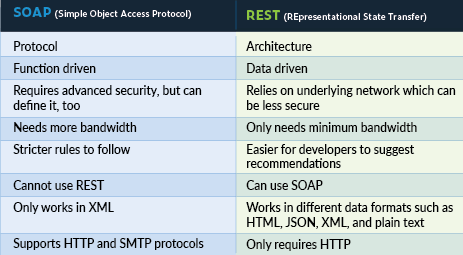 SOAP (Simple Object Access Protocol) REST (REpresentational State Transfer)
Protocol Architecture
Function driven Data driven
Requires advanced security, but can Relies on underlying network which can
define it, too be less secure
Needs more bandwidth Only needs minimum bandwidth
Stricter rules to follow Easier for developers to suggest
recommendations
Cannot use REST Can use SOAP
Only works in XML Works in different data formats such as
HTML, JSON, XML, and plain text
Supports HTTP and SMTP protocols Only requires HTTP